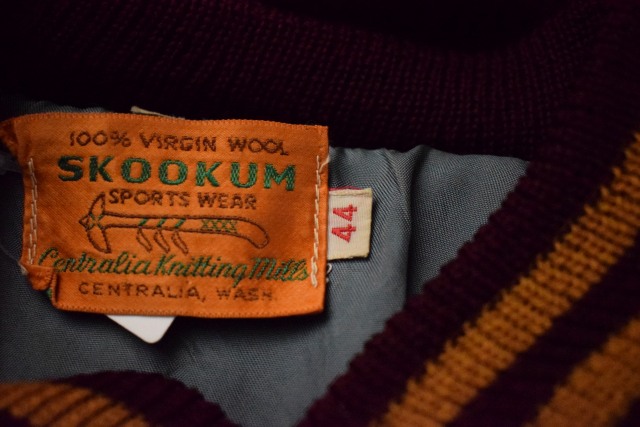 100% VIRGIN WOOL
SKOOKUM
SPORTS WEAR
Centralia Knitting Mills
CENTRALIA, WASH.
44